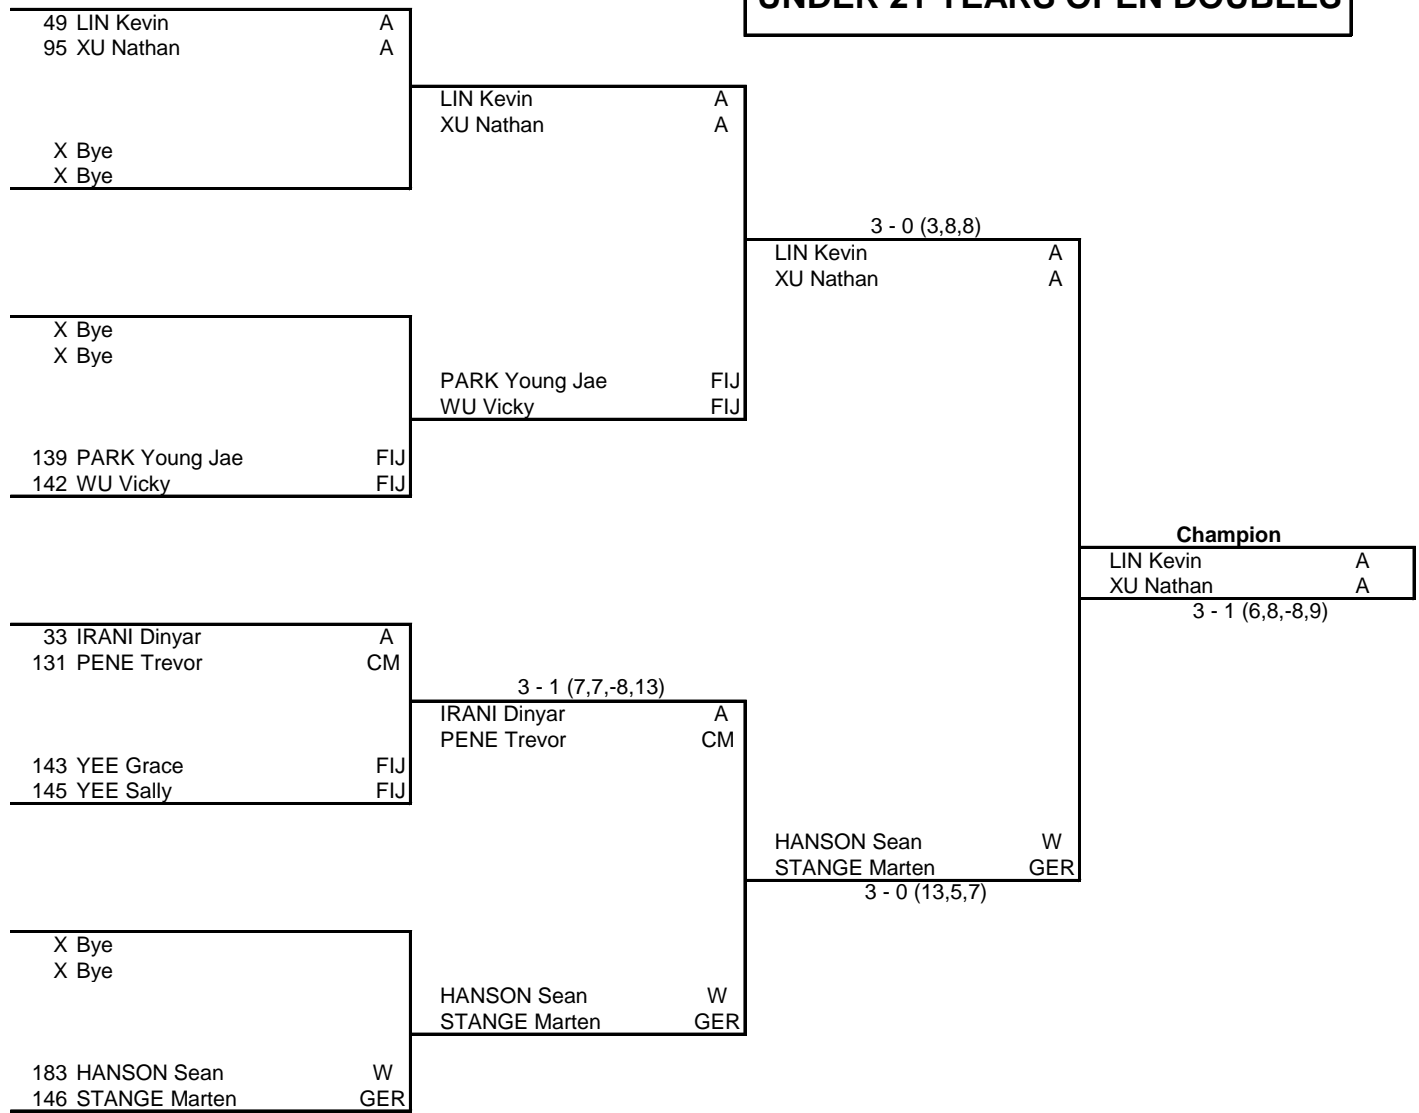 UNDER 21 YEARS OPEN DOUBLES
49 LIN Kevin A
95 XU Nathan A
X Bye
X Bye
X Bye
X Bye
139 PARK Young Jae FIJ
142 WU Vicky FIJ
33 IRANI Dinyar A
131 PENE Trevor CM
143 YEE Grace FIJ
145 YEE Sally FIJ
X Bye
X Bye
183 HANSON Sean W
146 STANGE Marten GER
LIN Kevin A
XU Nathan A
PARK Young Jae FIJ
WU Vicky FIJ
3 - 1 (7,7,-8,13)
IRANI Dinyar A
PENE Trevor CM
HANSON Sean W
STANGE Marten GER
3 - 0 (3,8,8)
LIN Kevin A
XU Nathan A
HANSON Sean W
STANGE Marten GER
3 - 0 (13,5,7)
Champion
LIN Kevin A
XU Nathan A
3 - 1 (6,8,-8,9)